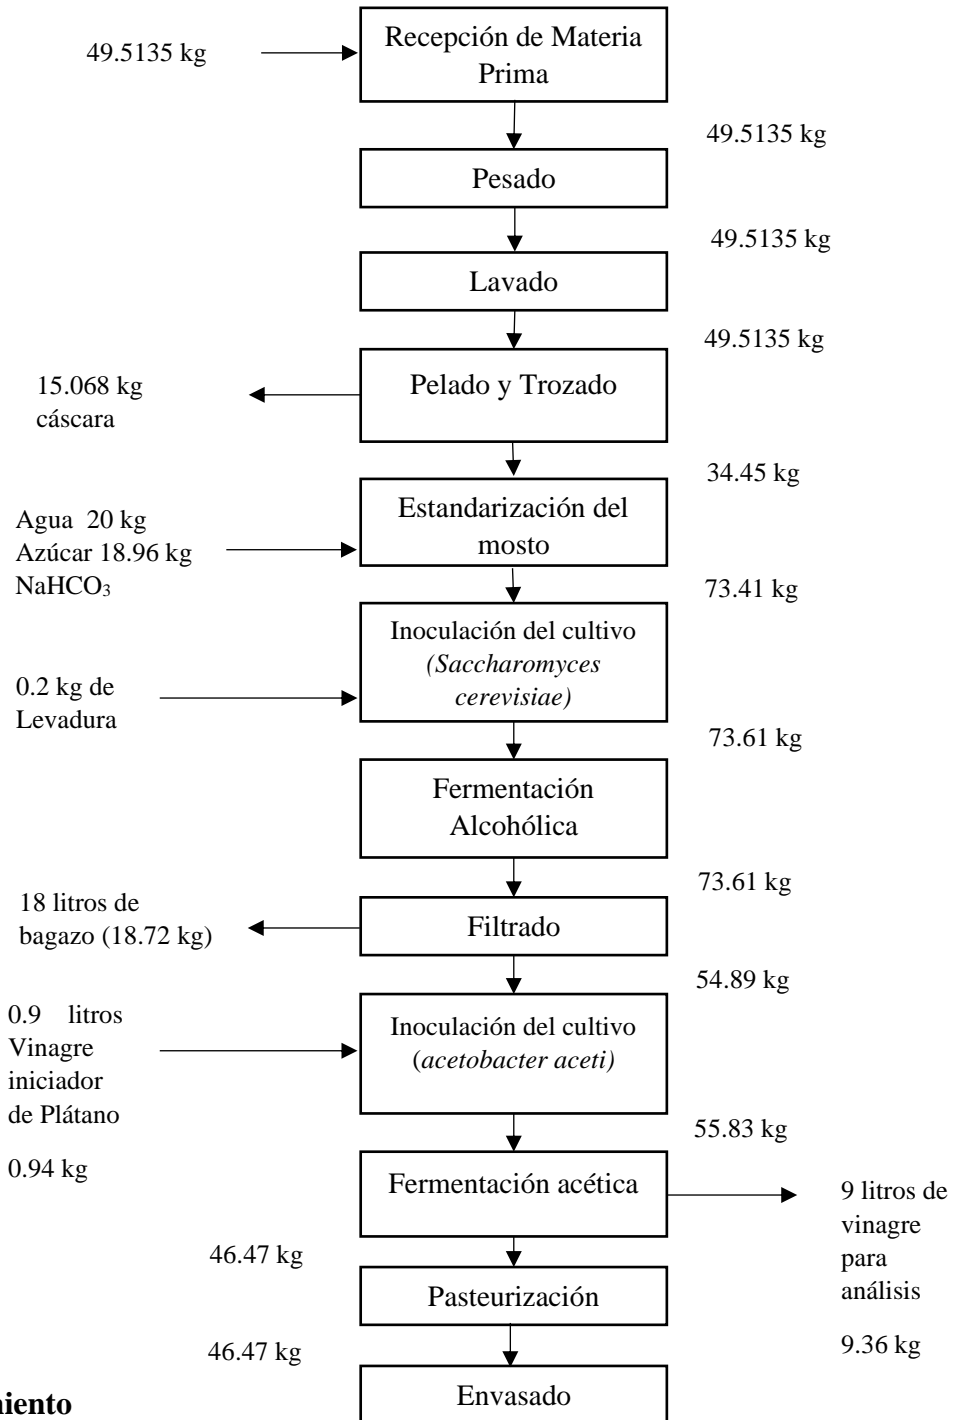 Recepción de Materia
Prima
49.5135 kg
49.5135 kg
Pesado
49.5135 kg
Lavado
49.5135 kg
Pelado y Trozado
15.068 kg
cáscara
34.45 kg
Estandarización del
mosto
Agua 20 kg
Azúcar 18.96 kg
NaHCO₃
73.41 kg
Inoculación del cultivo
(Saccharomyces
cerevisiae)
0.2 kg de
Levadura
73.61 kg
Fermentación
Alcohólica
73.61 kg
18 litros de
bagazo (18.72 kg)
Filtrado
54.89 kg
0.9 litros
Vinagre
iniciador
de Plátano
0.94 kg
Inoculación del cultivo
(acetobacter aceti)
55.83 kg
Fermentación acética
9 litros de
vinagre
para
análisis
9.36 kg
46.47 kg
Pasteurización
46.47 kg
Envasado